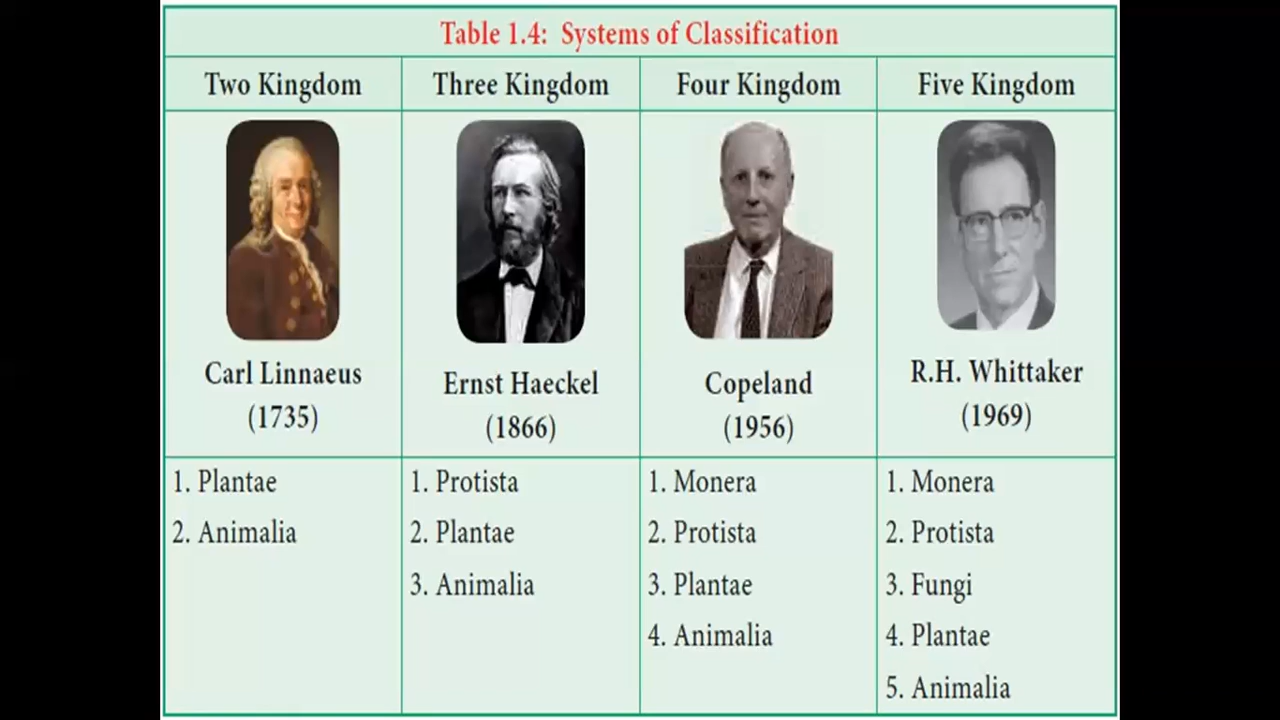 Table 1.4: Systems of Classification
Two Kingdom
Three Kingdom
Four Kingdom
Five Kingdom
Carl Linnaeus
(1735)
Ernst Haeckel
(1866)
Copeland
(1956)
R.H. Whittaker
(1969)
1. Plantae
2. Animalia
1. Protista
2. Plantae
3. Animalia
1. Monera
2. Protista
3. Plantae
4. Animalia
1. Monera
2. Protista
3. Fungi
4. Plantae
5. Animalia